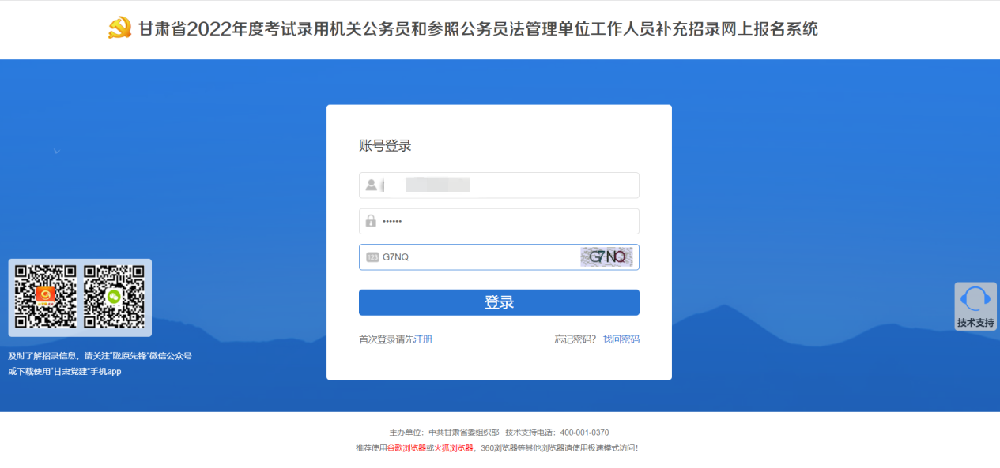 甘肃省2022年度考试录用机关公务员和参照公务员法管理单位工作人员补充招录网上报名系统
账号登录
••••••
123 G7NQ G7NQ
登录
首次登录请先注册 忘记密码? 找回密码
技术支持
及时了解招录信息，请关注"陇原先锋"微信公众号
或下载使用"甘肃党建"手机app
主办单位：中共甘肃省委组织部 技术支持电话：400-001-0370
推荐使用谷歌浏览器或火狐浏览器，360浏览器等其他浏览器请使用极速模式访问！